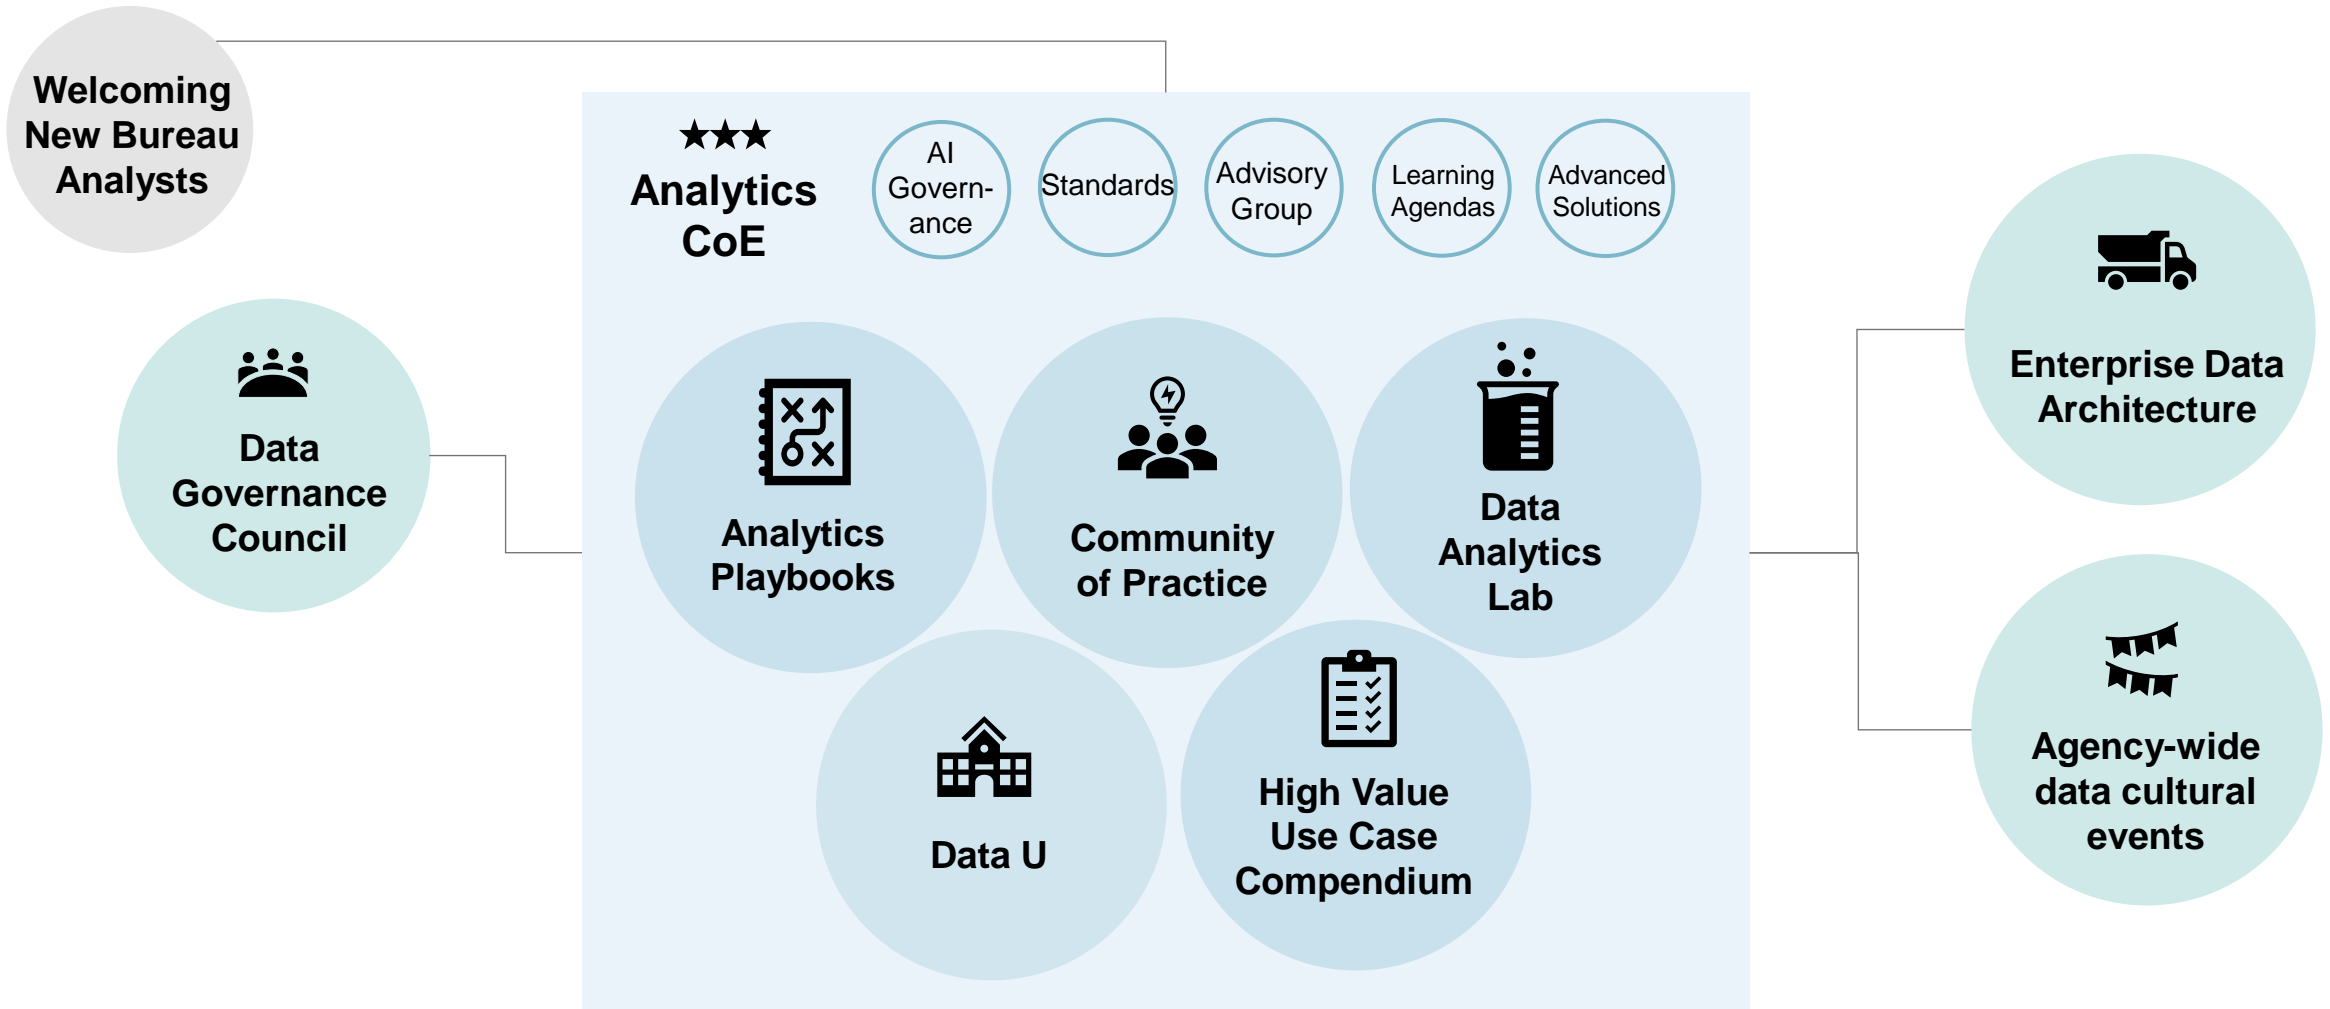 Welcoming
New Bureau
Analysts
Analytics
CoE
AI
Govern-
ance
Standards
Advisory
Group
Learning
Agendas
Advanced
Solutions
Data
Governance
Council
Analytics
Playbooks
Community
of Practice
Data
Analytics
Lab
Data U
High Value
Use Case
Compendium
Enterprise Data
Architecture
Agency-wide
data cultural
events